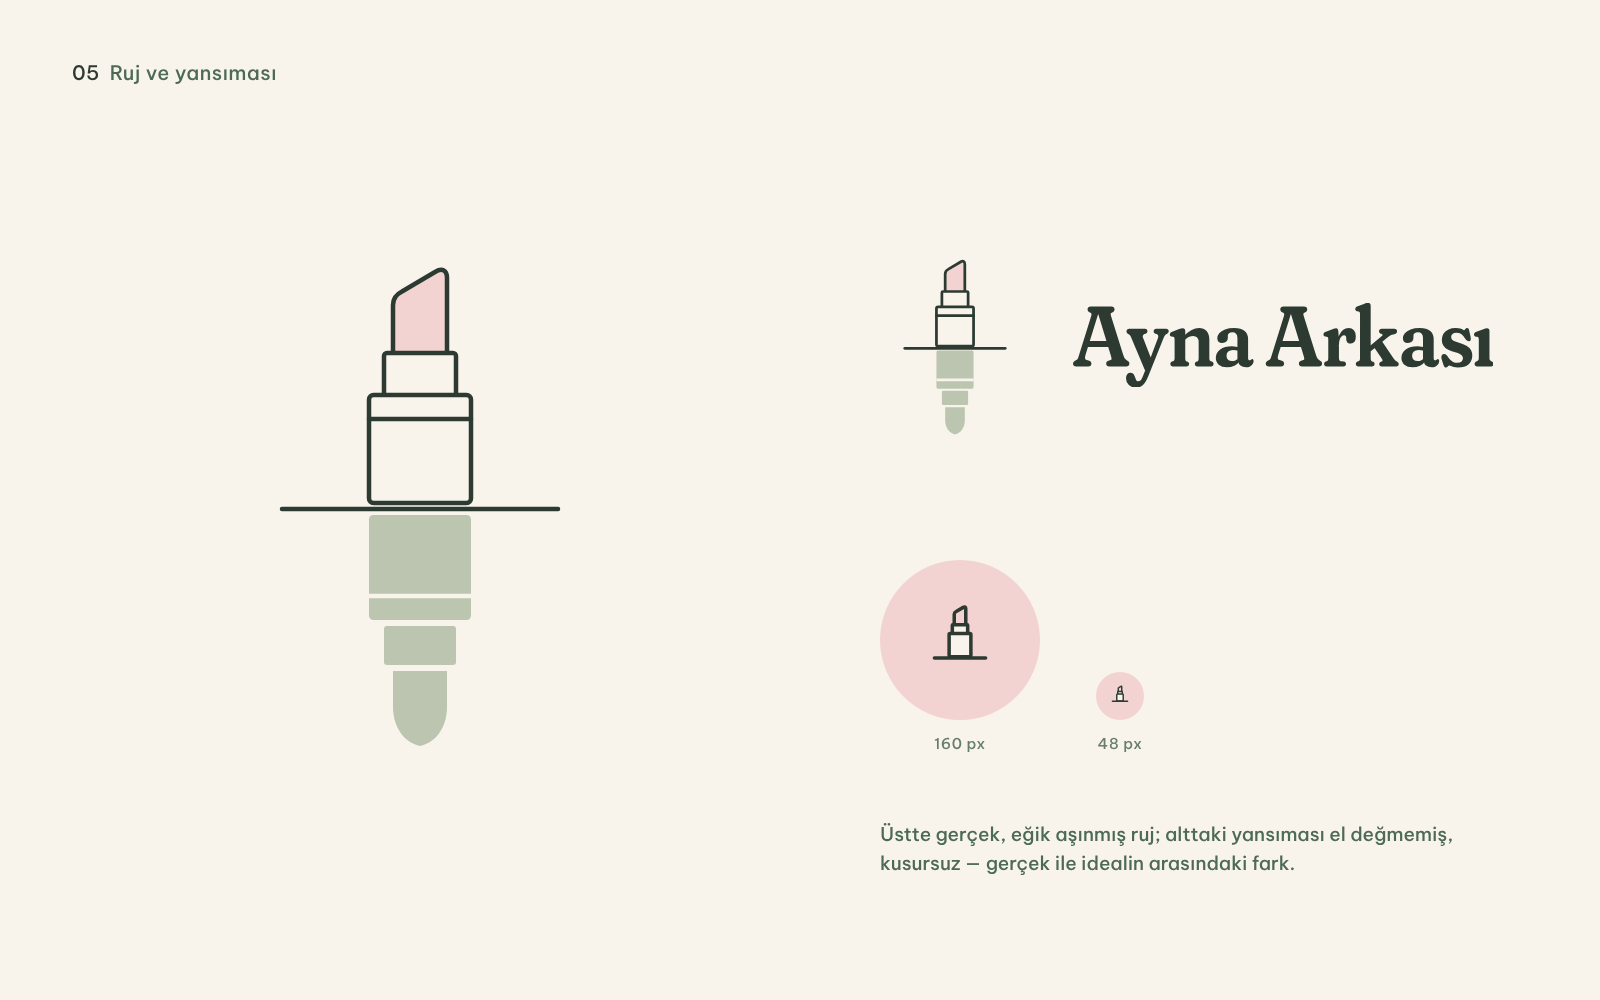 05 Ruj ve yansıması
Ayna Arkası
160 px
48 px
Üstte gerçek, eğik aşınmış ruj; alttaki yansıması el değmemiş,
kusursuz — gerçek ile idealin arasındaki fark.